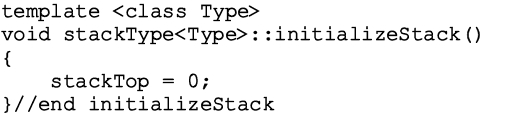 template <class Type>
void stackType<Type>::initializeStack()
{
    stackTop = 0;
}//end initializeStack